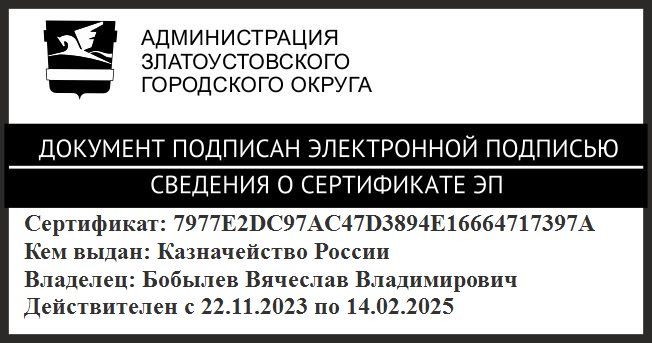 АДМИНИСТРАЦИЯ
ЗЛАТОУСТОВСКОГО
ГОРОДСКОГО ОКРУГА
ДОКУМЕНТ ПОДПИСАН ЭЛЕКТРОННОЙ ПОДПИСЬЮ
СВЕДЕНИЯ О СЕРТИФИКАТЕ ЭП
Сертификат: 7977E2DC97AC47D3894E16664717397A
Кем выдан: Казначейство России
Владелец: Бобылев Вячеслав Владимирович
Действителен с 22.11.2023 по 14.02.2025